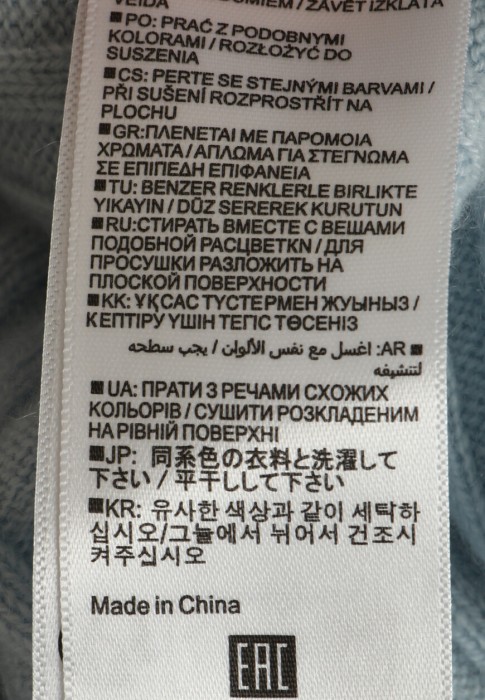 VEIDĀ
■PO: PRAĆ Z PODOBNYMI
KOLORAMI / ROZŁOŻYĆ DO
SUSZENIA
■CS: PERTE SE STEJNÝMI BARVAMI /
PŘI SUŠENÍ ROZPROSTŘÍT NA
PLOCHU
■GR:ΠΛΕΝΕΤΑΙ ΜΕ ΠΑΡΟΜΟΙΑ
ΧΡΩΜΑΤΑ / ΑΠΛΩΜΑ ΓΙΑ ΣΤΕΓΝΩΜΑ
ΣΕ ΕΠΙΠΕΔΗ ΕΠΙΦΑΝΕΙΑ
■TU: BENZER RENKLERLE BIRLIKTE
YIKAYIN / DÜZ SEREREK KURUTUN
■RU:СТИРАТЬ ВМЕСТЕ С ВЕЩАМИ
ПОДОБНОЙ РАСЦВЕТКN / ДЛЯ
ПРОСУШКИ РАЗЛОЖИТЬ НА
ПЛОСКОЙ ПОВЕРХНОСТИ
■KK: ҰҚСАС ТҮСТЕРМЕН ЖУЫНЫЗ /
КЕПТІРУ ҮШІН ТЕГІС ТӨСЕНІЗ
■ AR: اغسل مع نفس الألوان / يجب سطحه
لتنشيفه
■UA: ПРАТИ З РЕЧАМИ СХОЖИХ
КОЛЬОРІВ / СУШИТИ РОЗКЛАДЕНИМ
НА РІВНІЙ ПОВЕРХНІ
■JP: 同系色の衣料と洗濯して
下さい / 平干しして下さい
■KR: 유사한 색상과 같이 세탁하
십시오/그늘에서 뉘어서 건조시
켜주십시오
Made in China
EAC